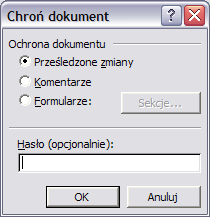 Chroń dokument
Ochrona dokumentu
Prześledzone zmiany
Komentarze
Formularze:
Sekcje...
Hasło (opcjonalnie):
OK
Anuluj